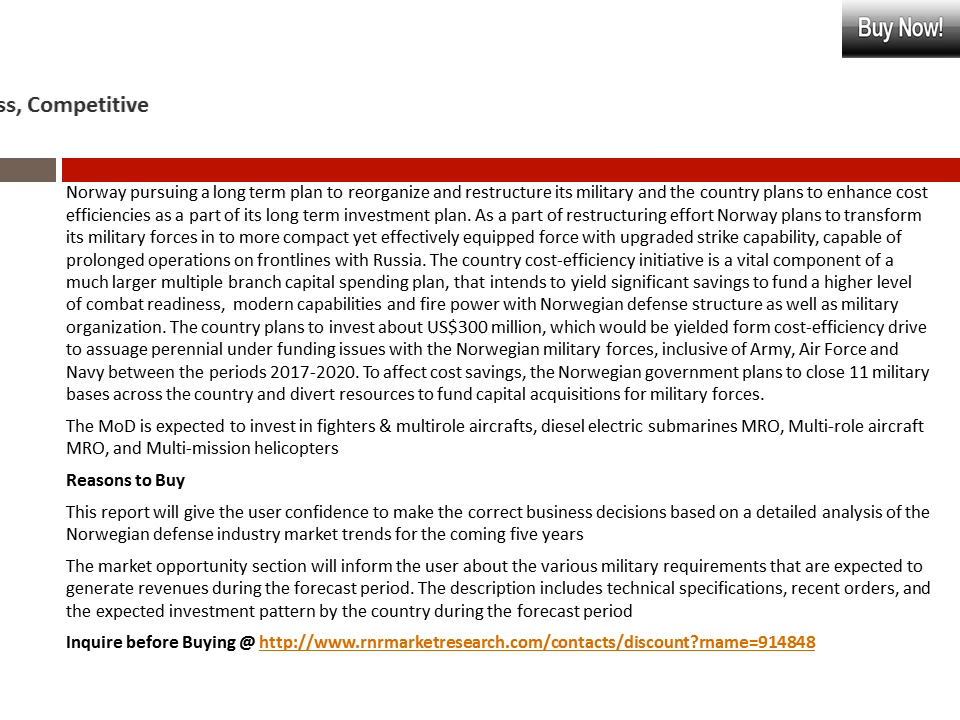 Buy Now!
ss, Competitive
Norway pursuing a long term plan to reorganize and restructure its military and the country plans to enhance cost
efficiencies as a part of its long term investment plan. As a part of restructuring effort Norway plans to transform
its military forces in to more compact yet effectively equipped force with upgraded strike capability, capable of
prolonged operations on frontlines with Russia. The country cost-efficiency initiative is a vital component of a
much larger multiple branch capital spending plan, that intends to yield significant savings to fund a higher level
of combat readiness,  modern capabilities and fire power with Norwegian defense structure as well as military
organization. The country plans to invest about US$300 million, which would be yielded form cost-efficiency drive
to assuage perennial under funding issues with the Norwegian military forces, inclusive of Army, Air Force and
Navy between the periods 2017-2020. To affect cost savings, the Norwegian government plans to close 11 military
bases across the country and divert resources to fund capital acquisitions for military forces.
The MoD is expected to invest in fighters & multirole aircrafts, diesel electric submarines MRO, Multi-role aircraft
MRO, and Multi-mission helicopters
Reasons to Buy
This report will give the user confidence to make the correct business decisions based on a detailed analysis of the
Norwegian defense industry market trends for the coming five years
The market opportunity section will inform the user about the various military requirements that are expected to
generate revenues during the forecast period. The description includes technical specifications, recent orders, and
the expected investment pattern by the country during the forecast period
Inquire before Buying @ http://www.rnrmarketresearch.com/contacts/discount?rname=914848